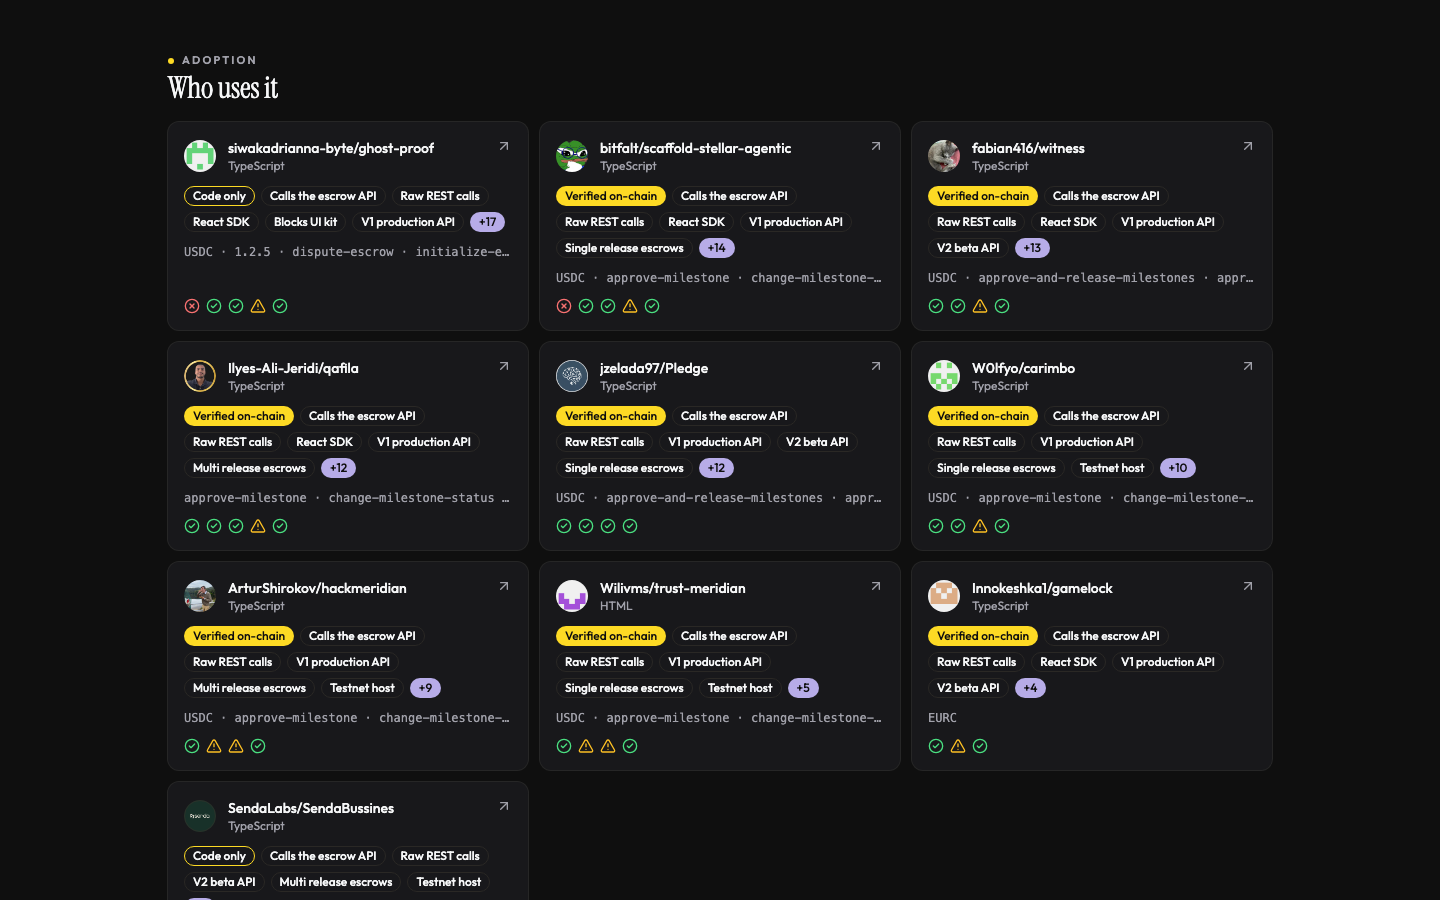 ADOPTION
Who uses it
siwakadrianna-byte/ghost-proof
TypeScript
Code only Calls the escrow API Raw REST calls
React SDK Blocks UI kit V1 production API +17
USDC · 1.2.5 · dispute-escrow · initialize-e…
bitfalt/scaffold-stellar-agentic
TypeScript
Verified on-chain Calls the escrow API
Raw REST calls React SDK V1 production API
Single release escrows +14
USDC · approve-milestone · change-milestone-…
fabian416/witness
TypeScript
Verified on-chain Calls the escrow API
Raw REST calls React SDK V1 production API
V2 beta API +13
USDC · approve-and-release-milestones · appr…
Ilyes-Ali-Jeridi/qafila
TypeScript
Verified on-chain Calls the escrow API
Raw REST calls React SDK V1 production API
Multi release escrows +12
approve-milestone · change-milestone-status …
jzelada97/Pledge
TypeScript
Verified on-chain Calls the escrow API
Raw REST calls V1 production API V2 beta API
Single release escrows +12
USDC · approve-and-release-milestones · appr…
W0lfyo/carimbo
TypeScript
Verified on-chain Calls the escrow API
Raw REST calls V1 production API
Single release escrows Testnet host +10
USDC · approve-milestone · change-milestone-…
ArturShirokov/hackmeridian
TypeScript
Verified on-chain Calls the escrow API
Raw REST calls V1 production API
Multi release escrows Testnet host +9
USDC · approve-milestone · change-milestone-…
Wilivms/trust-meridian
HTML
Verified on-chain Calls the escrow API
Raw REST calls V1 production API
Single release escrows Testnet host +5
USDC · approve-milestone · change-milestone-…
Innokeshka1/gamelock
TypeScript
Verified on-chain Calls the escrow API
Raw REST calls React SDK V1 production API
V2 beta API +4
EURC
SendaLabs/SendaBussines
TypeScript
Code only Calls the escrow API Raw REST calls
V2 beta API Multi release escrows Testnet host